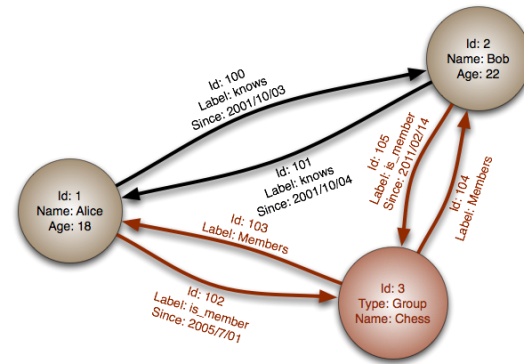 Id: 2
Name: Bob
Age: 22
Id: 100
Label: knows
Since: 2001/10/03
Id: 101
Label: knows
Since: 2001/10/04
Id: 105
Label: is_member
Since: 2011/02/14
Id: 104
Label: Members
Id: 1
Name: Alice
Age: 18
Id: 103
Label: Members
Id: 102
Label: is_member
Since: 2005/7/01
Id: 3
Type: Group
Name: Chess